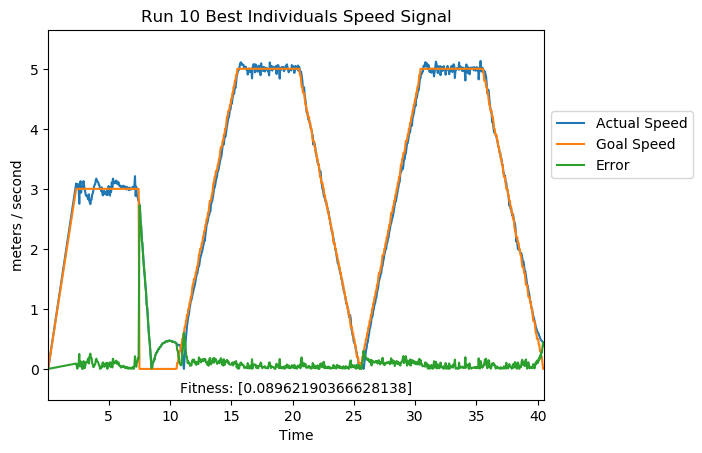 Run 10 Best Individuals Speed Signal
meters / second
5
4
3
2
1
0
Actual Speed
Goal Speed
Error
Fitness: [0.08962190366628138]
5 10 15 20 25 30 35 40
Time